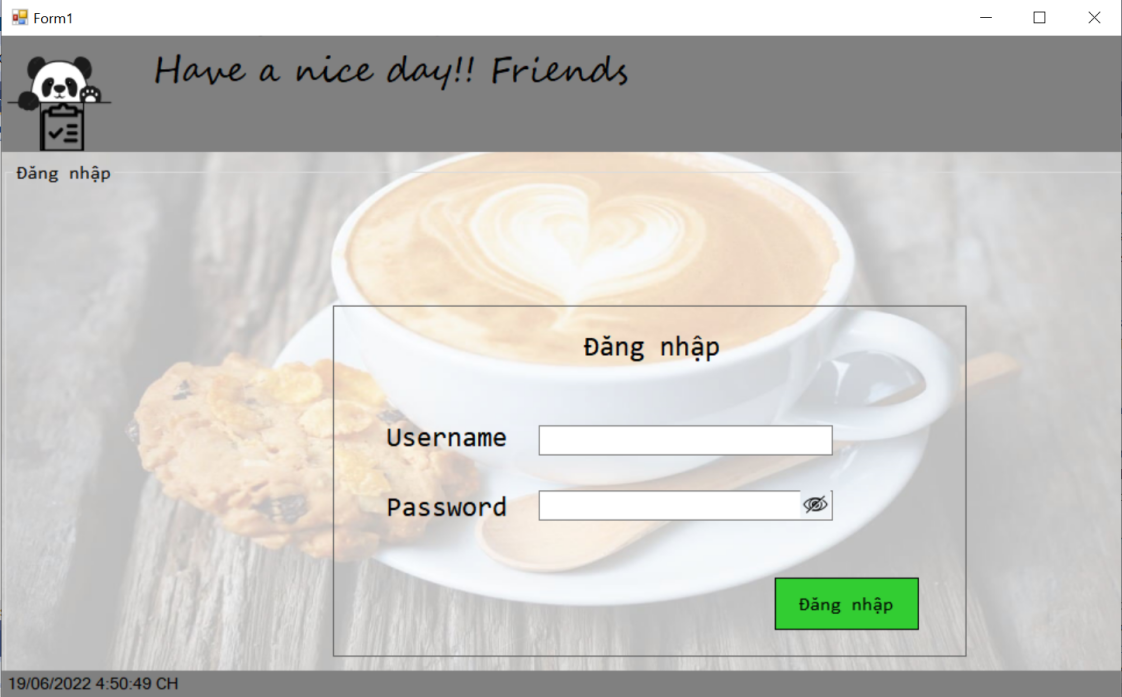 Form1
Have a nice day!! Friends
Đăng nhập
Đăng nhập
Username
Password
Đăng nhập
19/06/2022 4:50:49 CH